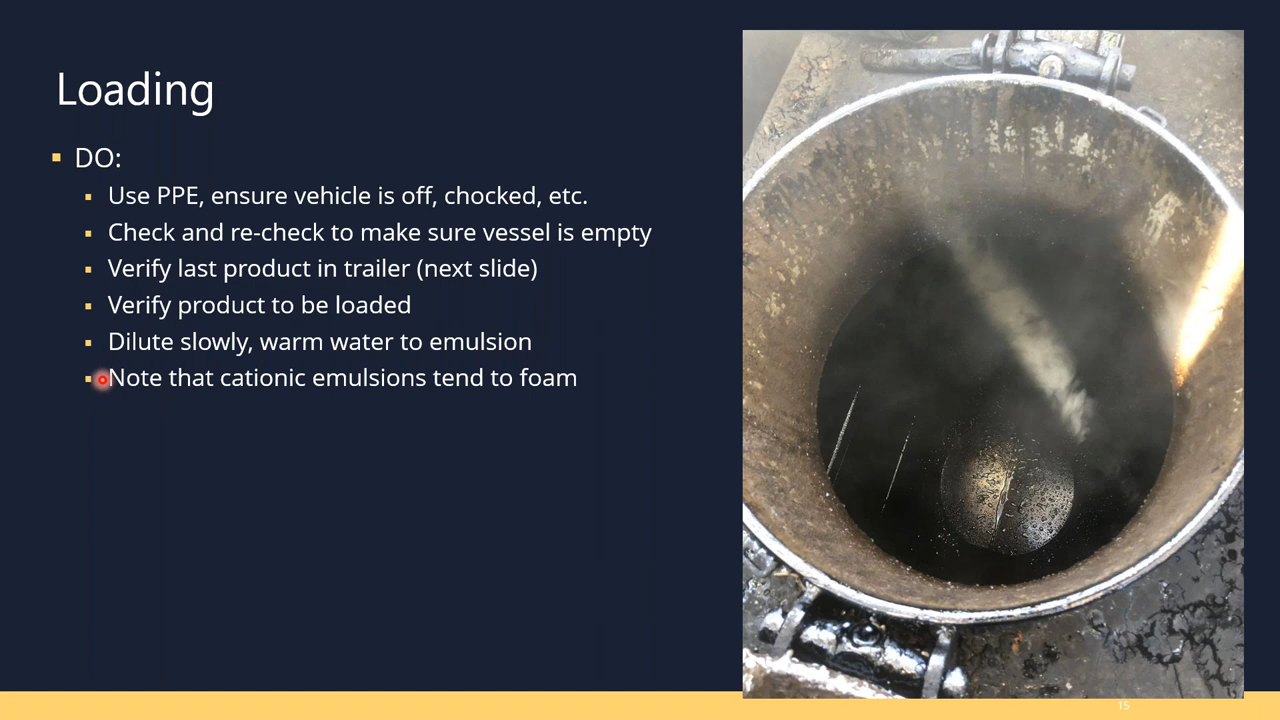 Loading
DO:
Use PPE, ensure vehicle is off, chocked, etc.
Check and re-check to make sure vessel is empty
Verify last product in trailer (next slide)
Verify product to be loaded
Dilute slowly, warm water to emulsion
Note that cationic emulsions tend to foam
15